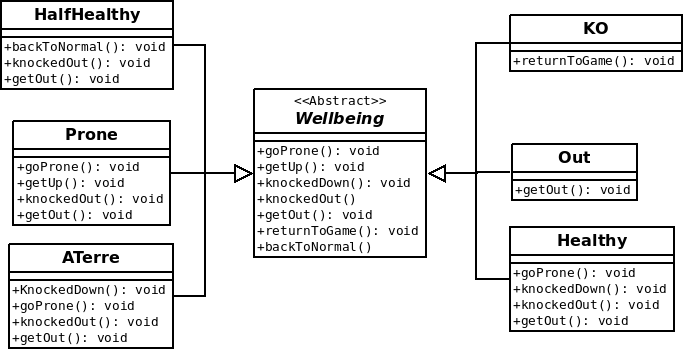 HalfHealthy
+backToNormal(): void
+knockedOut(): void
+getOut(): void
Prone
+goProne(): void
+getUp(): void
+knockedOut(): void
+getOut(): void
ATerre
+KnockedDown(): void
+goProne(): void
+knockedOut(): void
+getOut(): void
<<Abstract>>
Wellbeing
+goProne(): void
+getUp(): void
+knockedDown(): void
+knockedOut()
+getOut(): void
+returnToGame(): void
+backToNormal()
KO
+returnToGame(): void
Out
+getOut(): void
Healthy
+goProne(): void
+knockedDown(): void
+knockedOut(): void
+getOut(): void